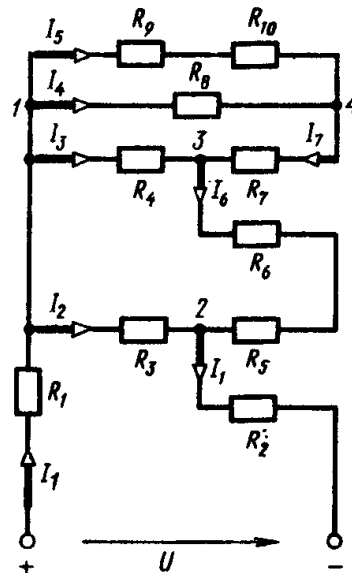 I5 R9 R10
I4 R8
1 4
I3 3 I7
R4 I6 R7
R6
I2 2
R3 I1 R5
R1 R2
I1
+ U −